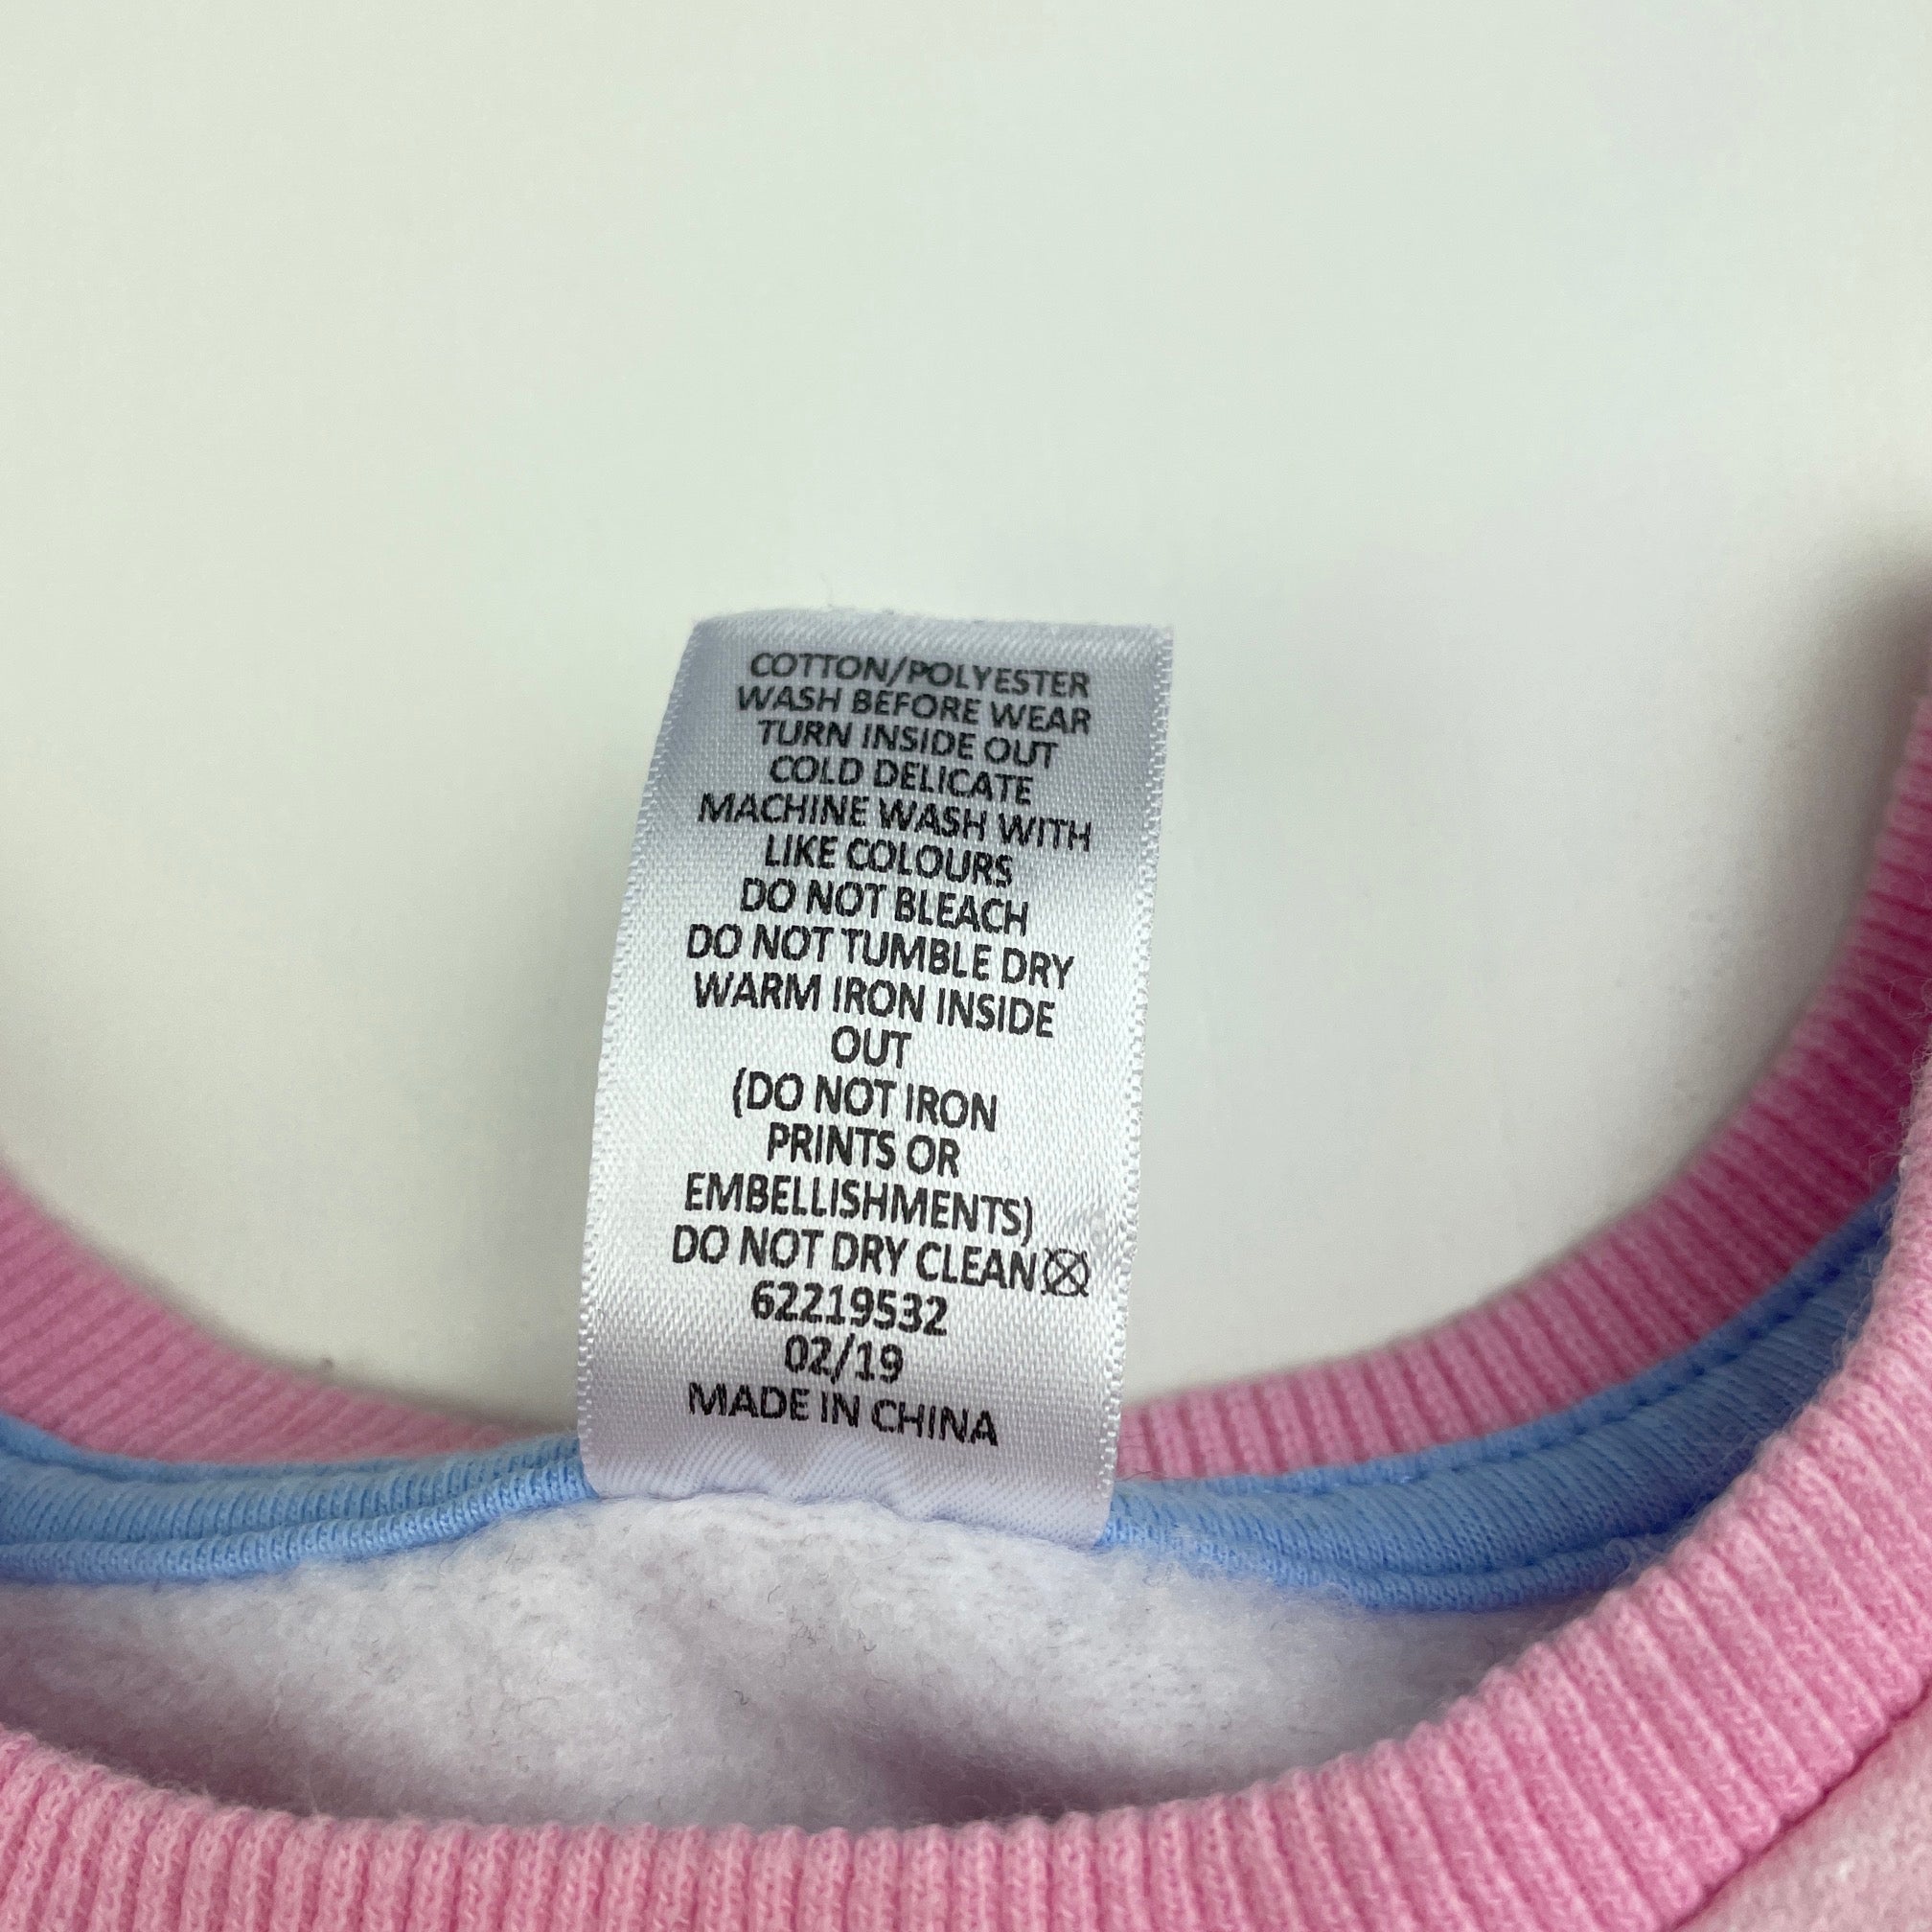 COTTON/POLYESTER
WASH BEFORE WEAR
TURN INSIDE OUT
COLD DELICATE
MACHINE WASH WITH
LIKE COLOURS
DO NOT BLEACH
DO NOT TUMBLE DRY
WARM IRON INSIDE
OUT
(DO NOT IRON
PRINTS OR
EMBELLISHMENTS)
DO NOT DRY CLEAN
62219532
02/19
MADE IN CHINA